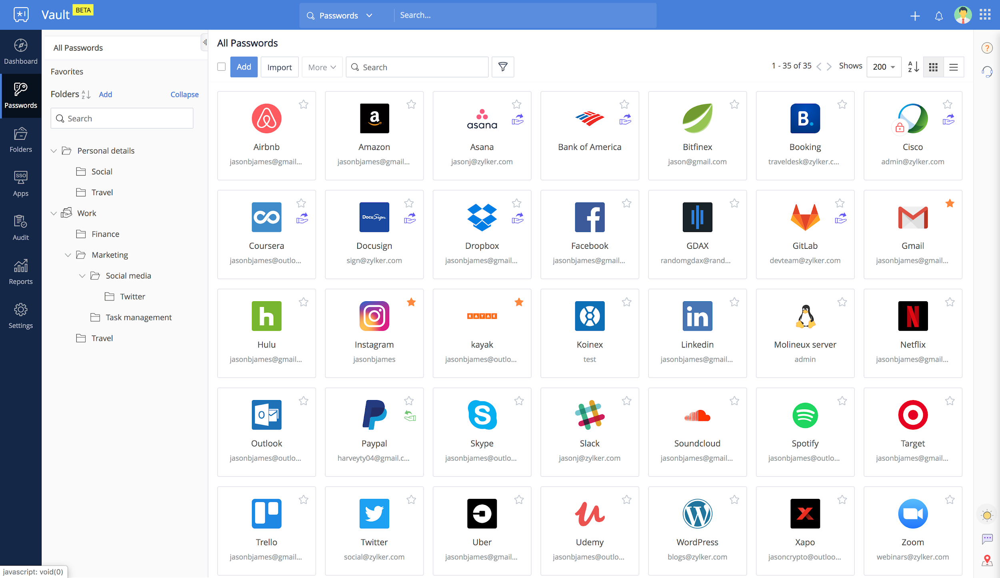 Vault BETA
Passwords
Search...
Dashboard
Passwords
Folders
SSO
Apps
Audit
Reports
Settings
All Passwords
Favorites
Folders A Z Add Collapse
Search
Personal details
Social
Travel
Work
Finance
Marketing
Social media
Twitter
Task management
Travel
All Passwords
Add Import More Search
1 - 35 of 35 Shows 200 A Z
a asana B.
Airbnb Amazon Asana Bank of America Bitfinex Booking Cisco
jasonbjames@gmail... jasonbjames@gmail... jasonj@zylker.com jason@gmail.com traveldesk@zylker.c... admin@zylker.com
DocuSign f
Coursera Docusign Dropbox Facebook GDAX GitLab Gmail
jasonbjames@outlo... sign@zylker.com jasonbjames@gmail... jasonbjames@gmail... randomgdax@rand... devteam@zylker.com jasonbjames@gmail...
h KAYAK in N
Hulu Instagram kayak Koinex Linkedin Molineux server Netflix
jasonbjames@gmail... jasonbjames jasonbjames@outlo... test jasonbjames@gmail... admin jasonbjames@gmail...
O P S
Outlook Paypal Skype Slack Soundcloud Spotify Target
jasonbjames@outlo... harveyty04@gmail.c... jasonbjames@outlo... jasonj@zylker.com jasonbjames@gmail... jasonbjames@outlo... jasonbjames@gmail...
W X
Trello Twitter Uber Udemy WordPress Xapo Zoom
jasonbjames@gmail... social@zylker.com jasonbjames@gmail... jasonbjames@outlo... blogs@zylker.com jasoncrypto@outloo... webinars@zylker.com
javascript: void(0)